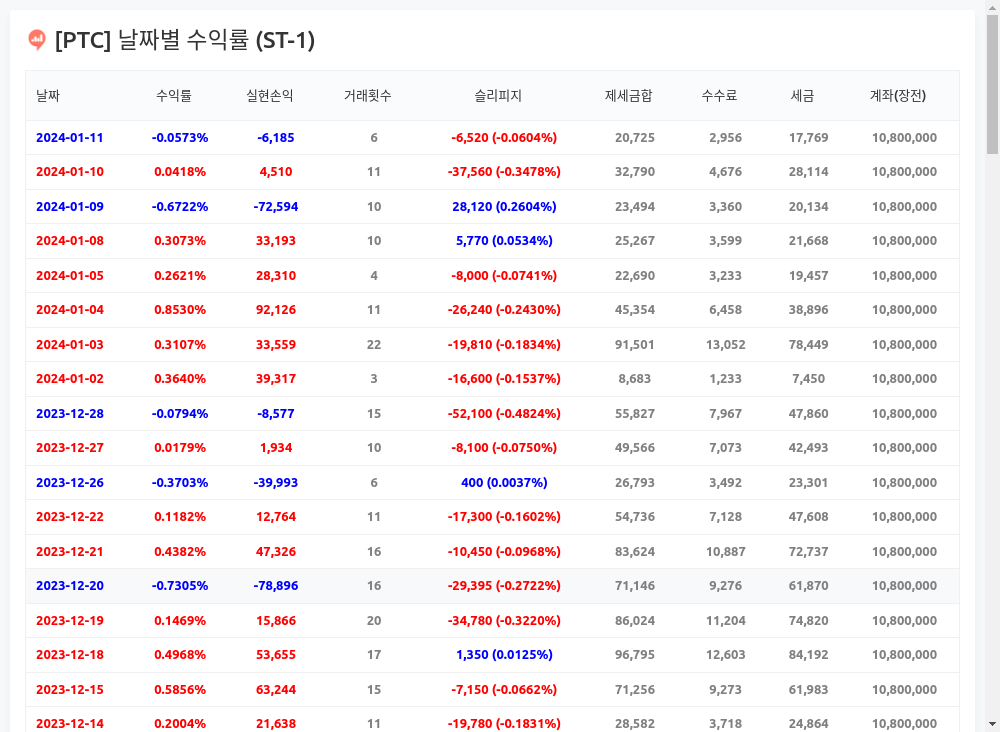 [PTC] 날짜별 수익률 (ST-1)
날짜 수익률 실현손익 거래횟수 슬리피지 제세금합 수수료 세금 계좌(장전)
2024-01-11 -0.0573% -6,185 6 -6,520 (-0.0604%) 20,725 2,956 17,769 10,800,000
2024-01-10 0.0418% 4,510 11 -37,560 (-0.3478%) 32,790 4,676 28,114 10,800,000
2024-01-09 -0.6722% -72,594 10 28,120 (0.2604%) 23,494 3,360 20,134 10,800,000
2024-01-08 0.3073% 33,193 10 5,770 (0.0534%) 25,267 3,599 21,668 10,800,000
2024-01-05 0.2621% 28,310 4 -8,000 (-0.0741%) 22,690 3,233 19,457 10,800,000
2024-01-04 0.8530% 92,126 11 -26,240 (-0.2430%) 45,354 6,458 38,896 10,800,000
2024-01-03 0.3107% 33,559 22 -19,810 (-0.1834%) 91,501 13,052 78,449 10,800,000
2024-01-02 0.3640% 39,317 3 -16,600 (-0.1537%) 8,683 1,233 7,450 10,800,000
2023-12-28 -0.0794% -8,577 15 -52,100 (-0.4824%) 55,827 7,967 47,860 10,800,000
2023-12-27 0.0179% 1,934 10 -8,100 (-0.0750%) 49,566 7,073 42,493 10,800,000
2023-12-26 -0.3703% -39,993 6 400 (0.0037%) 26,793 3,492 23,301 10,800,000
2023-12-22 0.1182% 12,764 11 -17,300 (-0.1602%) 54,736 7,128 47,608 10,800,000
2023-12-21 0.4382% 47,326 16 -10,450 (-0.0968%) 83,624 10,887 72,737 10,800,000
2023-12-20 -0.7305% -78,896 16 -29,395 (-0.2722%) 71,146 9,276 61,870 10,800,000
2023-12-19 0.1469% 15,866 20 -34,780 (-0.3220%) 86,024 11,204 74,820 10,800,000
2023-12-18 0.4968% 53,655 17 1,350 (0.0125%) 96,795 12,603 84,192 10,800,000
2023-12-15 0.5856% 63,244 15 -7,150 (-0.0662%) 71,256 9,273 61,983 10,800,000
2023-12-14 0.2004% 21,638 11 -19,780 (-0.1831%) 28,582 3,718 24,864 10,800,000